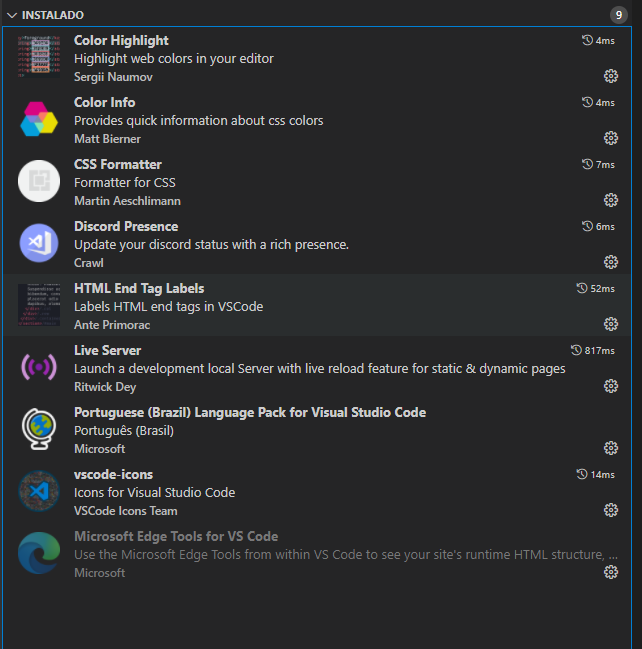 INSTALADO 9
Color Highlight 4ms
Highlight web colors in your editor
Sergii Naumov
Color Info 4ms
Provides quick information about css colors
Matt Bierner
CSS Formatter 7ms
Formatter for CSS
Martin Aeschlimann
Discord Presence 6ms
Update your discord status with a rich presence.
Crawl
HTML End Tag Labels 52ms
Labels HTML end tags in VSCode
Ante Primorac
Live Server 817ms
Launch a development local Server with live reload feature for static & dynamic pages
Ritwick Dey
Portuguese (Brazil) Language Pack for Visual Studio Code
Português (Brasil)
Microsoft
vscode-icons 14ms
Icons for Visual Studio Code
VSCode Icons Team
Microsoft Edge Tools for VS Code
Use the Microsoft Edge Tools from within VS Code to see your site's runtime HTML structure, ...
Microsoft